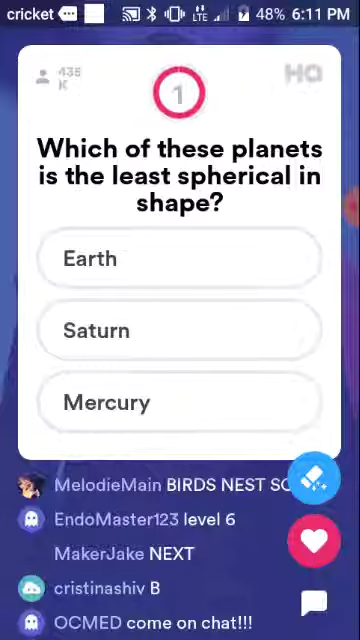 cricket LTE 48% 6:11 PM
435
K
1
HQ
Which of these planets
is the least spherical in
shape?
Earth
Saturn
Mercury
MelodieMain BIRDS NEST
EndoMaster123 level 6
MakerJake NEXT
cristinashiv B
OCMED come on chat!!!